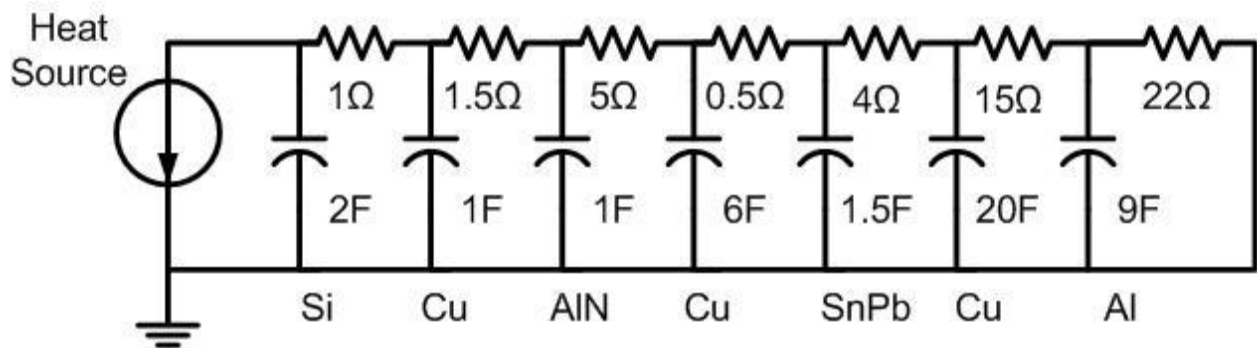 Heat
Source
1Ω 1.5Ω 5Ω 0.5Ω 4Ω 15Ω 22Ω
2F 1F 1F 6F 1.5F 20F 9F
Si Cu AlN Cu SnPb Cu Al